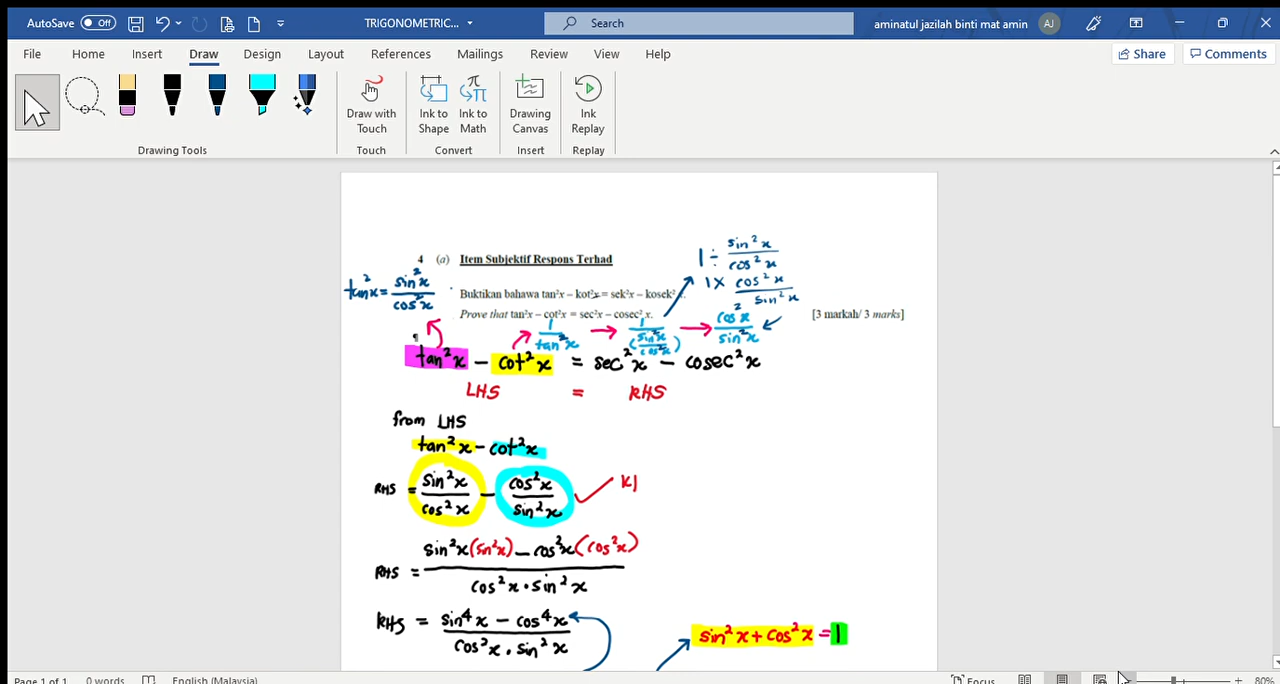 AutoSave Off TRIGONOMETRIC... Search aminatul jazilah binti mat amin AJ
File Home Insert Draw Design Layout References Mailings Review View Help Share Comments
Draw with Touch
Ink to Shape
Ink to Math
Drawing Canvas
Ink Replay
Drawing Tools Touch Convert Insert Replay
4 (a) Item Subjektif Respons Terhad
1 ÷ sin²x / cos²x
1 × cos²x / sin²x
tan²x = sin²x / cos²x
Buktikan bahawa tan²x – kot²x = sek²x – kosek²x.
Prove that tan²x – cot²x = sec²x – cosec²x.
[3 markah/ 3 marks]
1 / tan²x → 1 / (sin²x / cos²x) → cos²x / sin²x
tan²x – cot²x = sec²x – cosec²x
LHS = RHS
from LHS
tan²x – cot²x
RHS = sin²x / cos²x – cos²x / sin²x ✓ K1
RHS = sin²x(sin²x) – cos²x(cos²x) / cos²x · sin²x
RHS = sin⁴x – cos⁴x / cos²x · sin²x
sin²x + cos²x = 1
Page 1 of 1 0 words English (Malaysia) Focus 80%